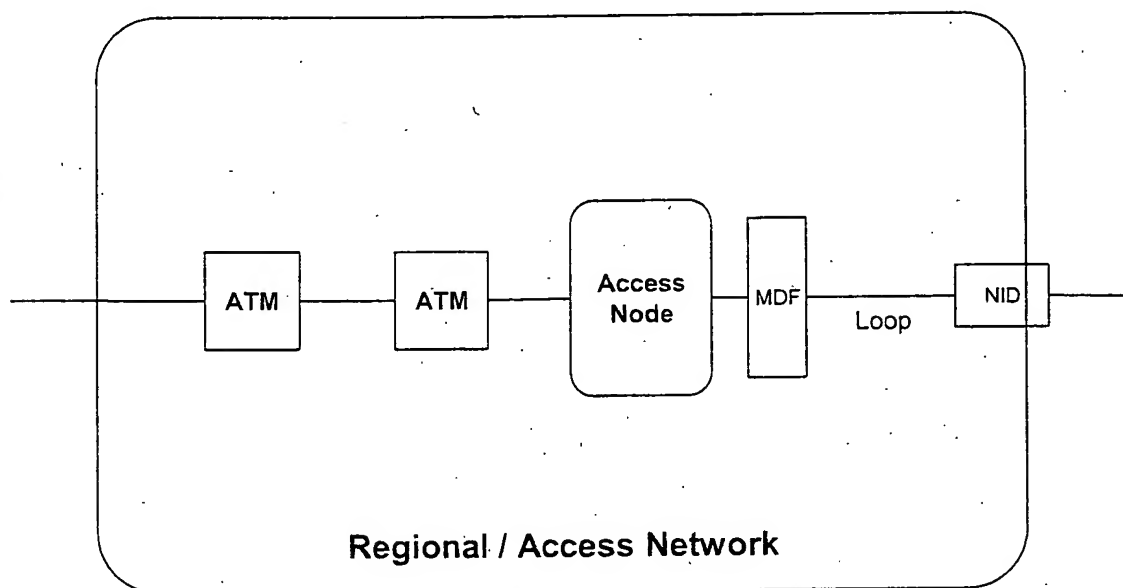 ATM
ATM
Access
Node
MDF
Loop
NID
Regional / Access Network